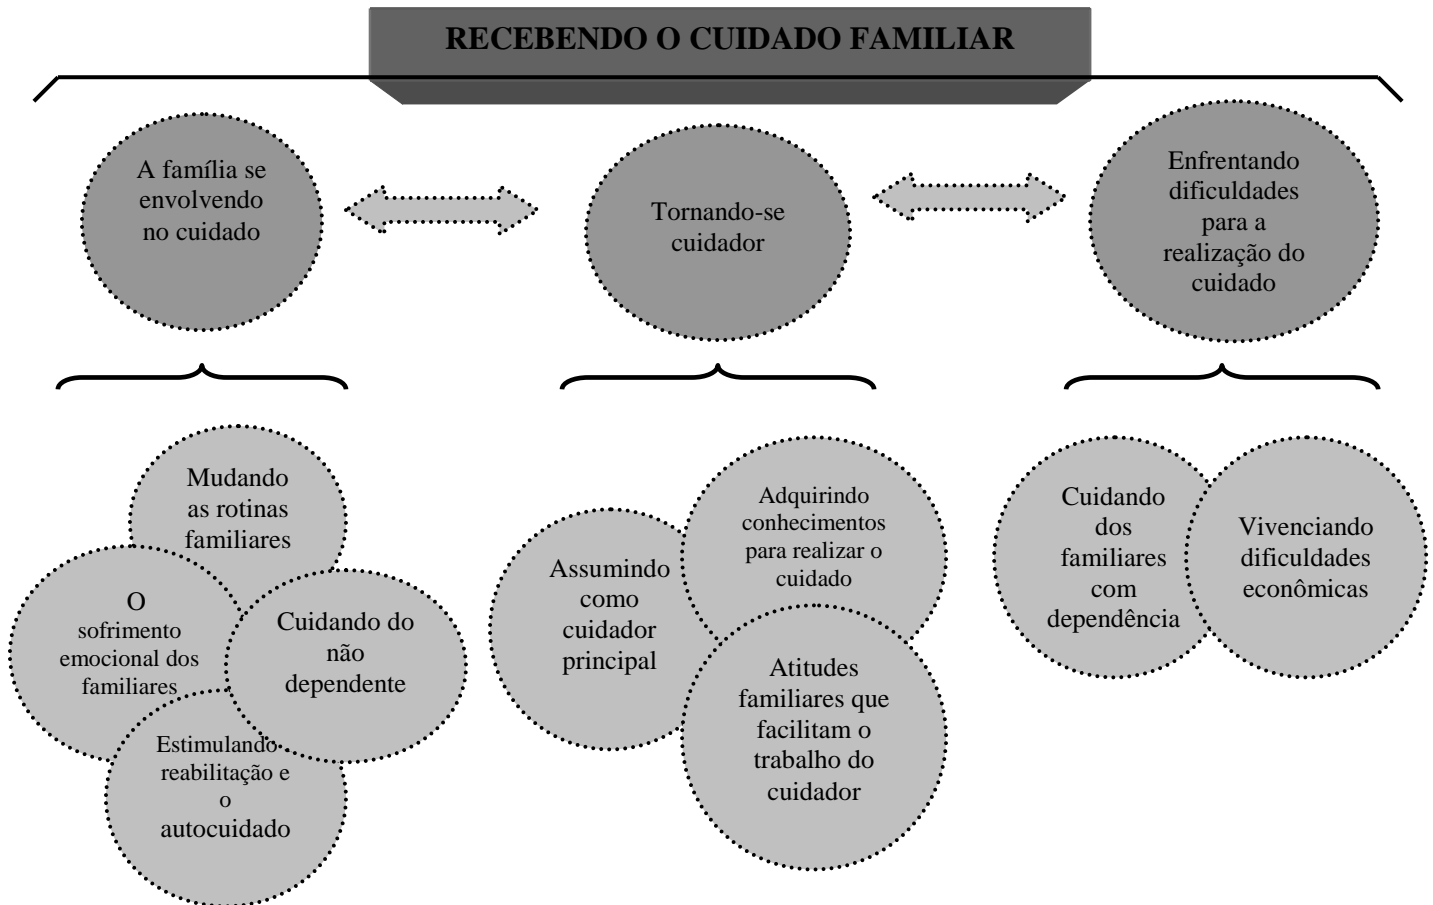 RECEBENDO O CUIDADO FAMILIAR
A família se
envolvendo
no cuidado
Tornando-se
cuidador
Enfrentando
dificuldades
para a
realização do
cuidado
Mudando
as rotinas
familiares
O
sofrimento
emocional dos
familiares
Cuidando do
não
dependente
Estimulando
reabilitação e
o
autocuidado
Assumindo
como
cuidador
principal
Adquirindo
conhecimentos
para realizar o
cuidado
Atitudes
familiares que
facilitam o
trabalho do
cuidador
Cuidando
dos
familiares
com
dependência
Vivenciando
dificuldades
econômicas